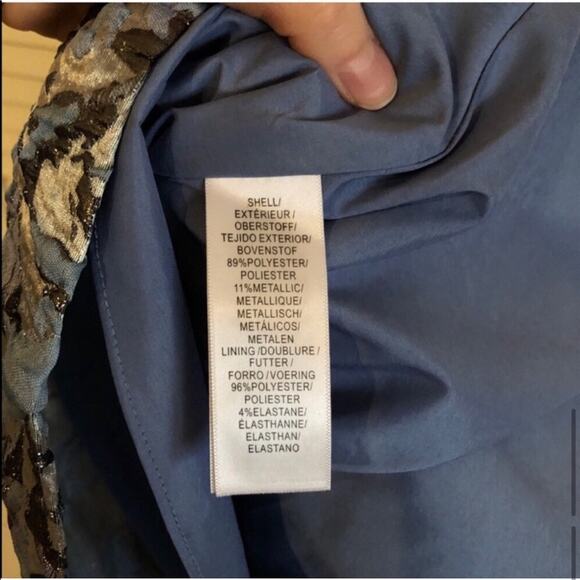 SHELL/
EXTÉRIEUR/
OBERSTOFF/
TEJIDO EXTERIOR/
BOVENSTOF
89%POLYESTER/
POLIESTER
11%METALLIC/
METALLIQUE/
METALLISCH/
METÁLICOS/
METALEN
LINING /DOUBLURE/
FUTTER /
FORRO /VOERING
96%POLYESTER/
POLIESTER
4%ELASTANE/
ÉLASTHANNE/
ELASTHAN/
ELASTANO